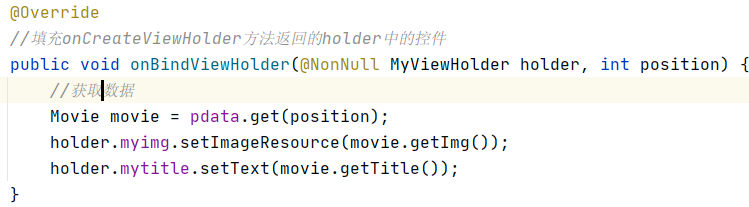 @Override
//填充onCreateViewHolder方法返回的holder中的控件
public void onBindViewHolder(@NonNull MyViewHolder holder, int position) {
//获取数据
Movie movie = pdata.get(position);
holder.myimg.setImageResource(movie.getImg());
holder.mytitle.setText(movie.getTitle());
}